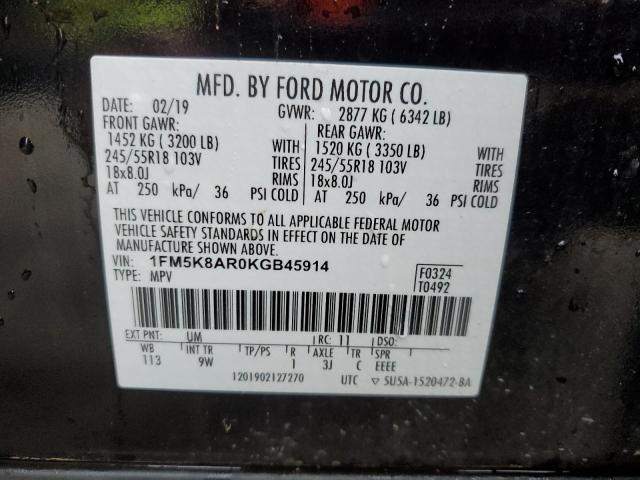 MFD. BY FORD MOTOR CO.
DATE: 02/19 GVWR: 2877 KG ( 6342 LB)
FRONT GAWR: REAR GAWR:
1452 KG ( 3200 LB) WITH 1520 KG ( 3350 LB) WITH
245/55R18 103V TIRES 245/55R18 103V TIRES
18x8.0J RIMS 18x8.0J RIMS
AT 250 kPa/ 36 PSI COLD AT 250 kPa/ 36 PSI COLD
THIS VEHICLE CONFORMS TO ALL APPLICABLE FEDERAL MOTOR
VEHICLE SAFETY STANDARDS IN EFFECT ON THE DATE OF
MANUFACTURE SHOWN ABOVE.
VIN: 1FM5K8AR0KGB45914 F0324
TYPE: MPV T0492
EXT PNT: UM RC: 11 DSO:
WB INT TR TP/PS R AXLE TR SPR
113 9W 1 3J C EEEE
1201902127270 UTC ▽ 5U5A-1520472-BA